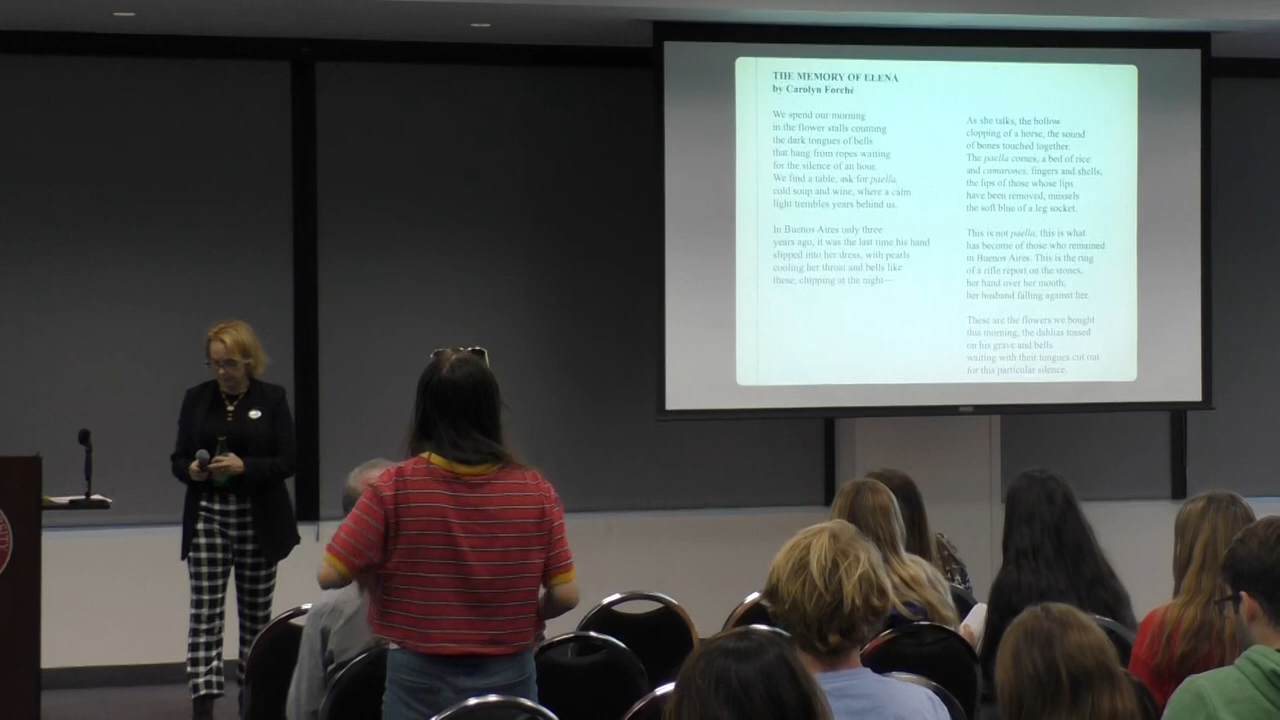 THE MEMORY OF ELENA
by Carolyn Forché
We spend our morning
in the flower stalls counting
the dark tongues of bells
that hang from ropes waiting
for the silence of an hour.
We find a table, ask for paella,
cold soup and wine, where a calm
light trembles years behind us.
In Buenos Aires only three
years ago, it was the last time his hand
slipped into her dress, with pearls
cooling her throat and bells like
these, chipping at the night—
As she talks, the hollow
clopping of a horse, the sound
of bones touched together.
The paella comes, a bed of rice
and camarones, fingers and shells,
the lips of those whose lips
have been removed, mussels
the soft blue of a leg socket.
This is not paella, this is what
has become of those who remained
in Buenos Aires. This is the ring
of a rifle report on the stones,
her hand over her mouth,
her husband falling against her.
These are the flowers we bought
this morning, the dahlias tossed
on his grave and bells
waiting with their tongues cut out
for this particular silence.